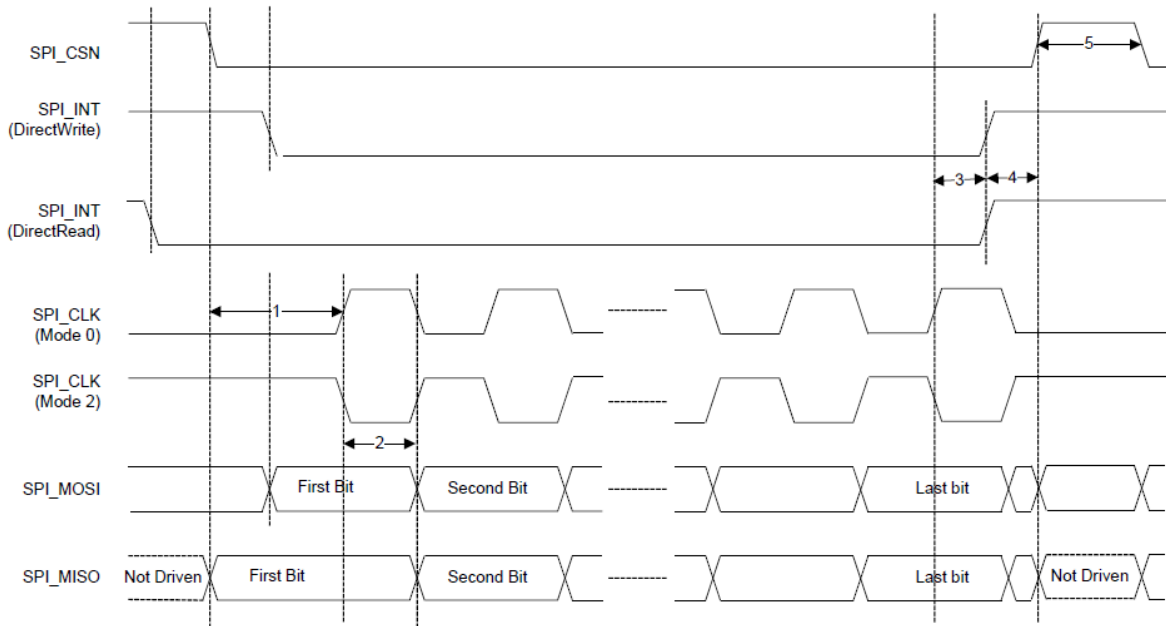 SPI_CSN
5
SPI_INT
(DirectWrite)
3
4
SPI_INT
(DirectRead)
1
SPI_CLK
(Mode 0)
SPI_CLK
(Mode 2)
2
SPI_MOSI
First Bit
Second Bit
Last bit
SPI_MISO
Not Driven
First Bit
Second Bit
Last bit
Not Driven